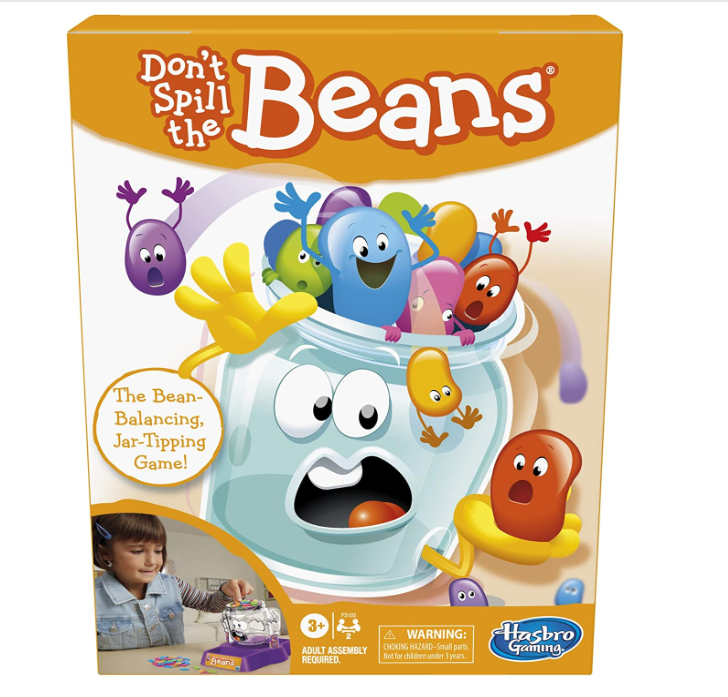 Don't
Spill
the
Beans®
The Bean-
Balancing,
Jar-Tipping
Game!
Beans
3+
F3102
2
ADULT ASSEMBLY
REQUIRED.
WARNING:
CHOKING HAZARD-Small parts.
Not for children under 3 years.
Hasbro
Gaming.